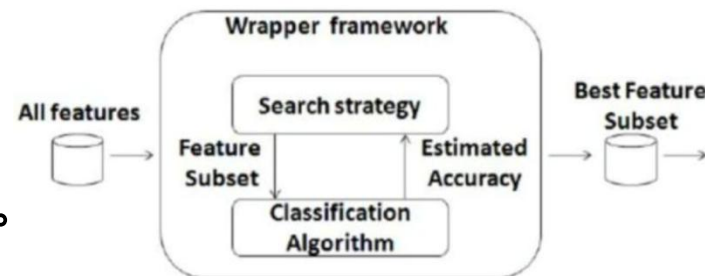 Wrapper framework
All features
Search strategy
Feature
Subset
Estimated
Accuracy
Classification
Algorithm
Best Feature
Subset